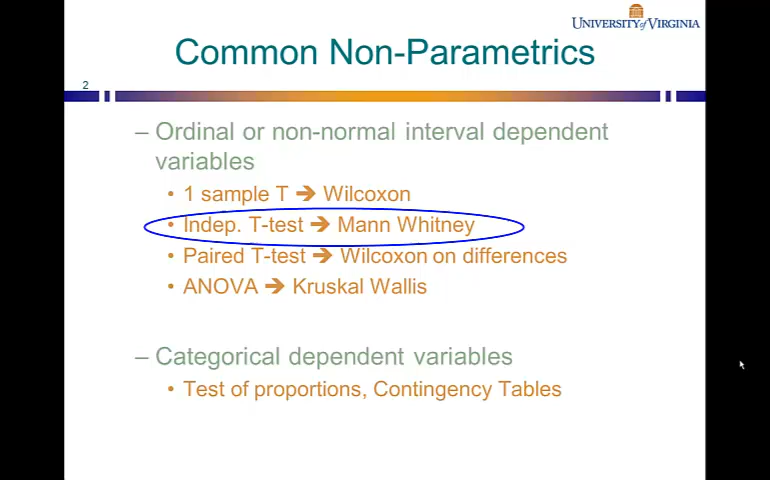 UNIVERSITY of VIRGINIA
Common Non-Parametrics
2
– Ordinal or non-normal interval dependent
variables
• 1 sample T ➔ Wilcoxon
• Indep. T-test ➔ Mann Whitney
• Paired T-test ➔ Wilcoxon on differences
• ANOVA ➔ Kruskal Wallis
– Categorical dependent variables
• Test of proportions, Contingency Tables